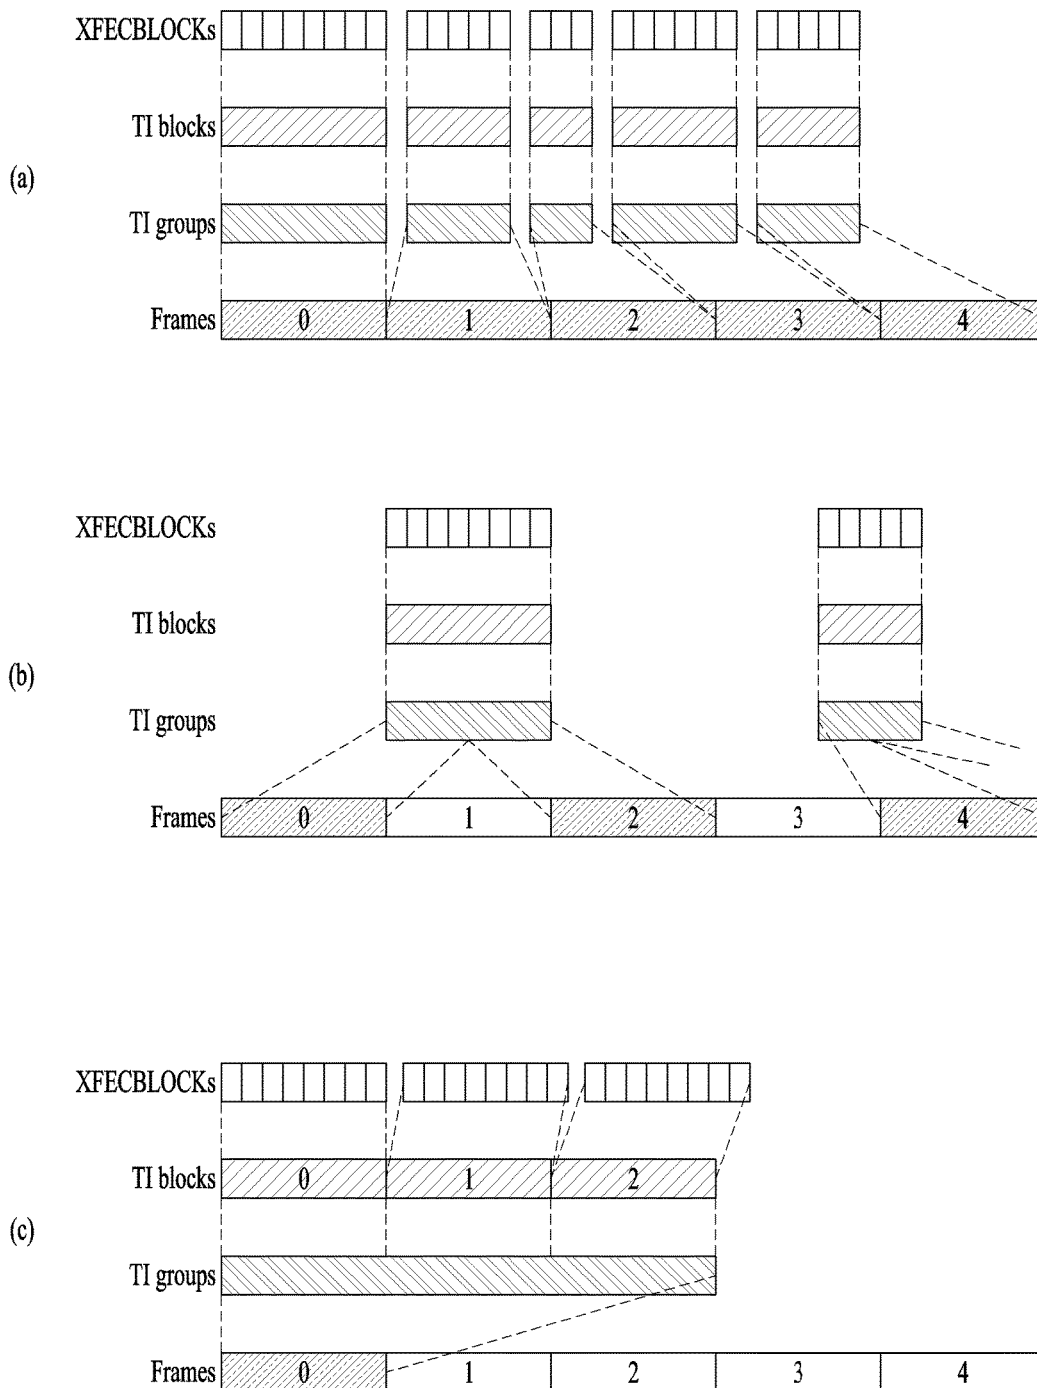 XFECBLOCKs
TI blocks
(a)
TI groups
Frames 0 1 2 3 4
XFECBLOCKs
TI blocks
(b)
TI groups
Frames 0 1 2 3 4
XFECBLOCKs
TI blocks 0 1 2
(c)
TI groups
Frames 0 1 2 3 4